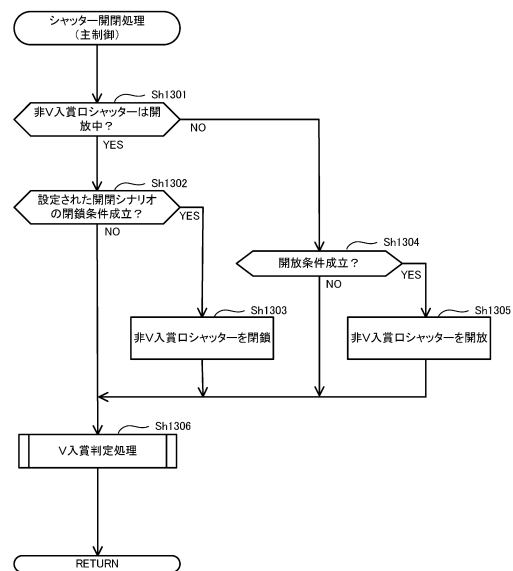 シャッター開閉処理
（主制御）
Sh1301
非V入賞口シャッターは開
放中？
NO
YES
Sh1302
設定された開閉シナリオ
の閉鎖条件成立？
YES
NO
Sh1304
開放条件成立？
YES
NO
Sh1303
非V入賞口シャッターを閉鎖
Sh1305
非V入賞口シャッターを開放
Sh1306
V入賞判定処理
RETURN